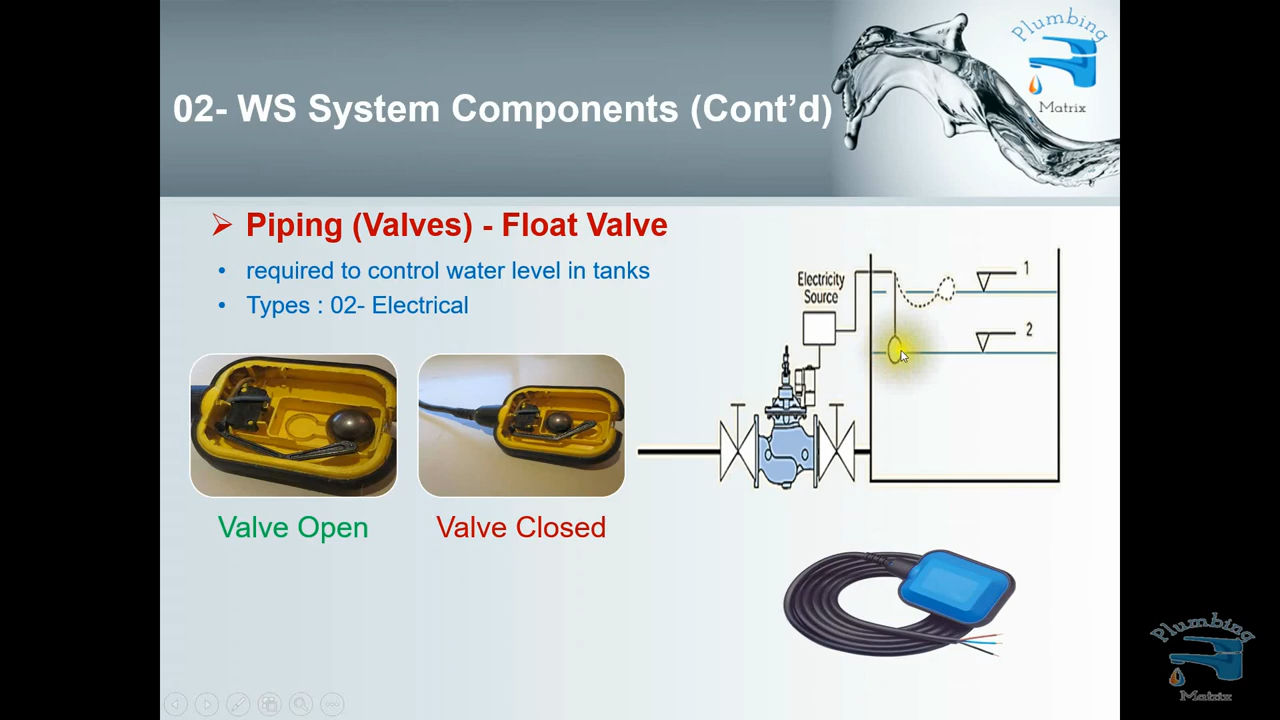 Plumbing
Matrix
02- WS System Components (Cont’d)
➢ Piping (Valves) - Float Valve
• required to control water level in tanks
• Types : 02- Electrical
Electricity
Source
1
2
Valve Open
Valve Closed
Plumbing
Matrix